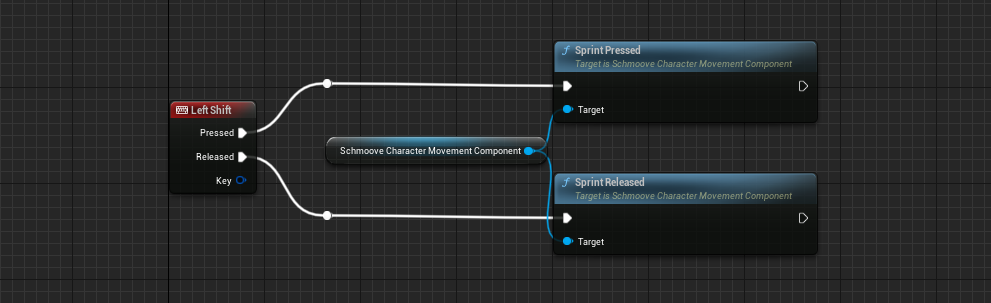 Left Shift
Pressed
Released
Key
Schmoove Character Movement Component
Sprint Pressed
Target is Schmoove Character Movement Component
Target
Sprint Released
Target is Schmoove Character Movement Component
Target